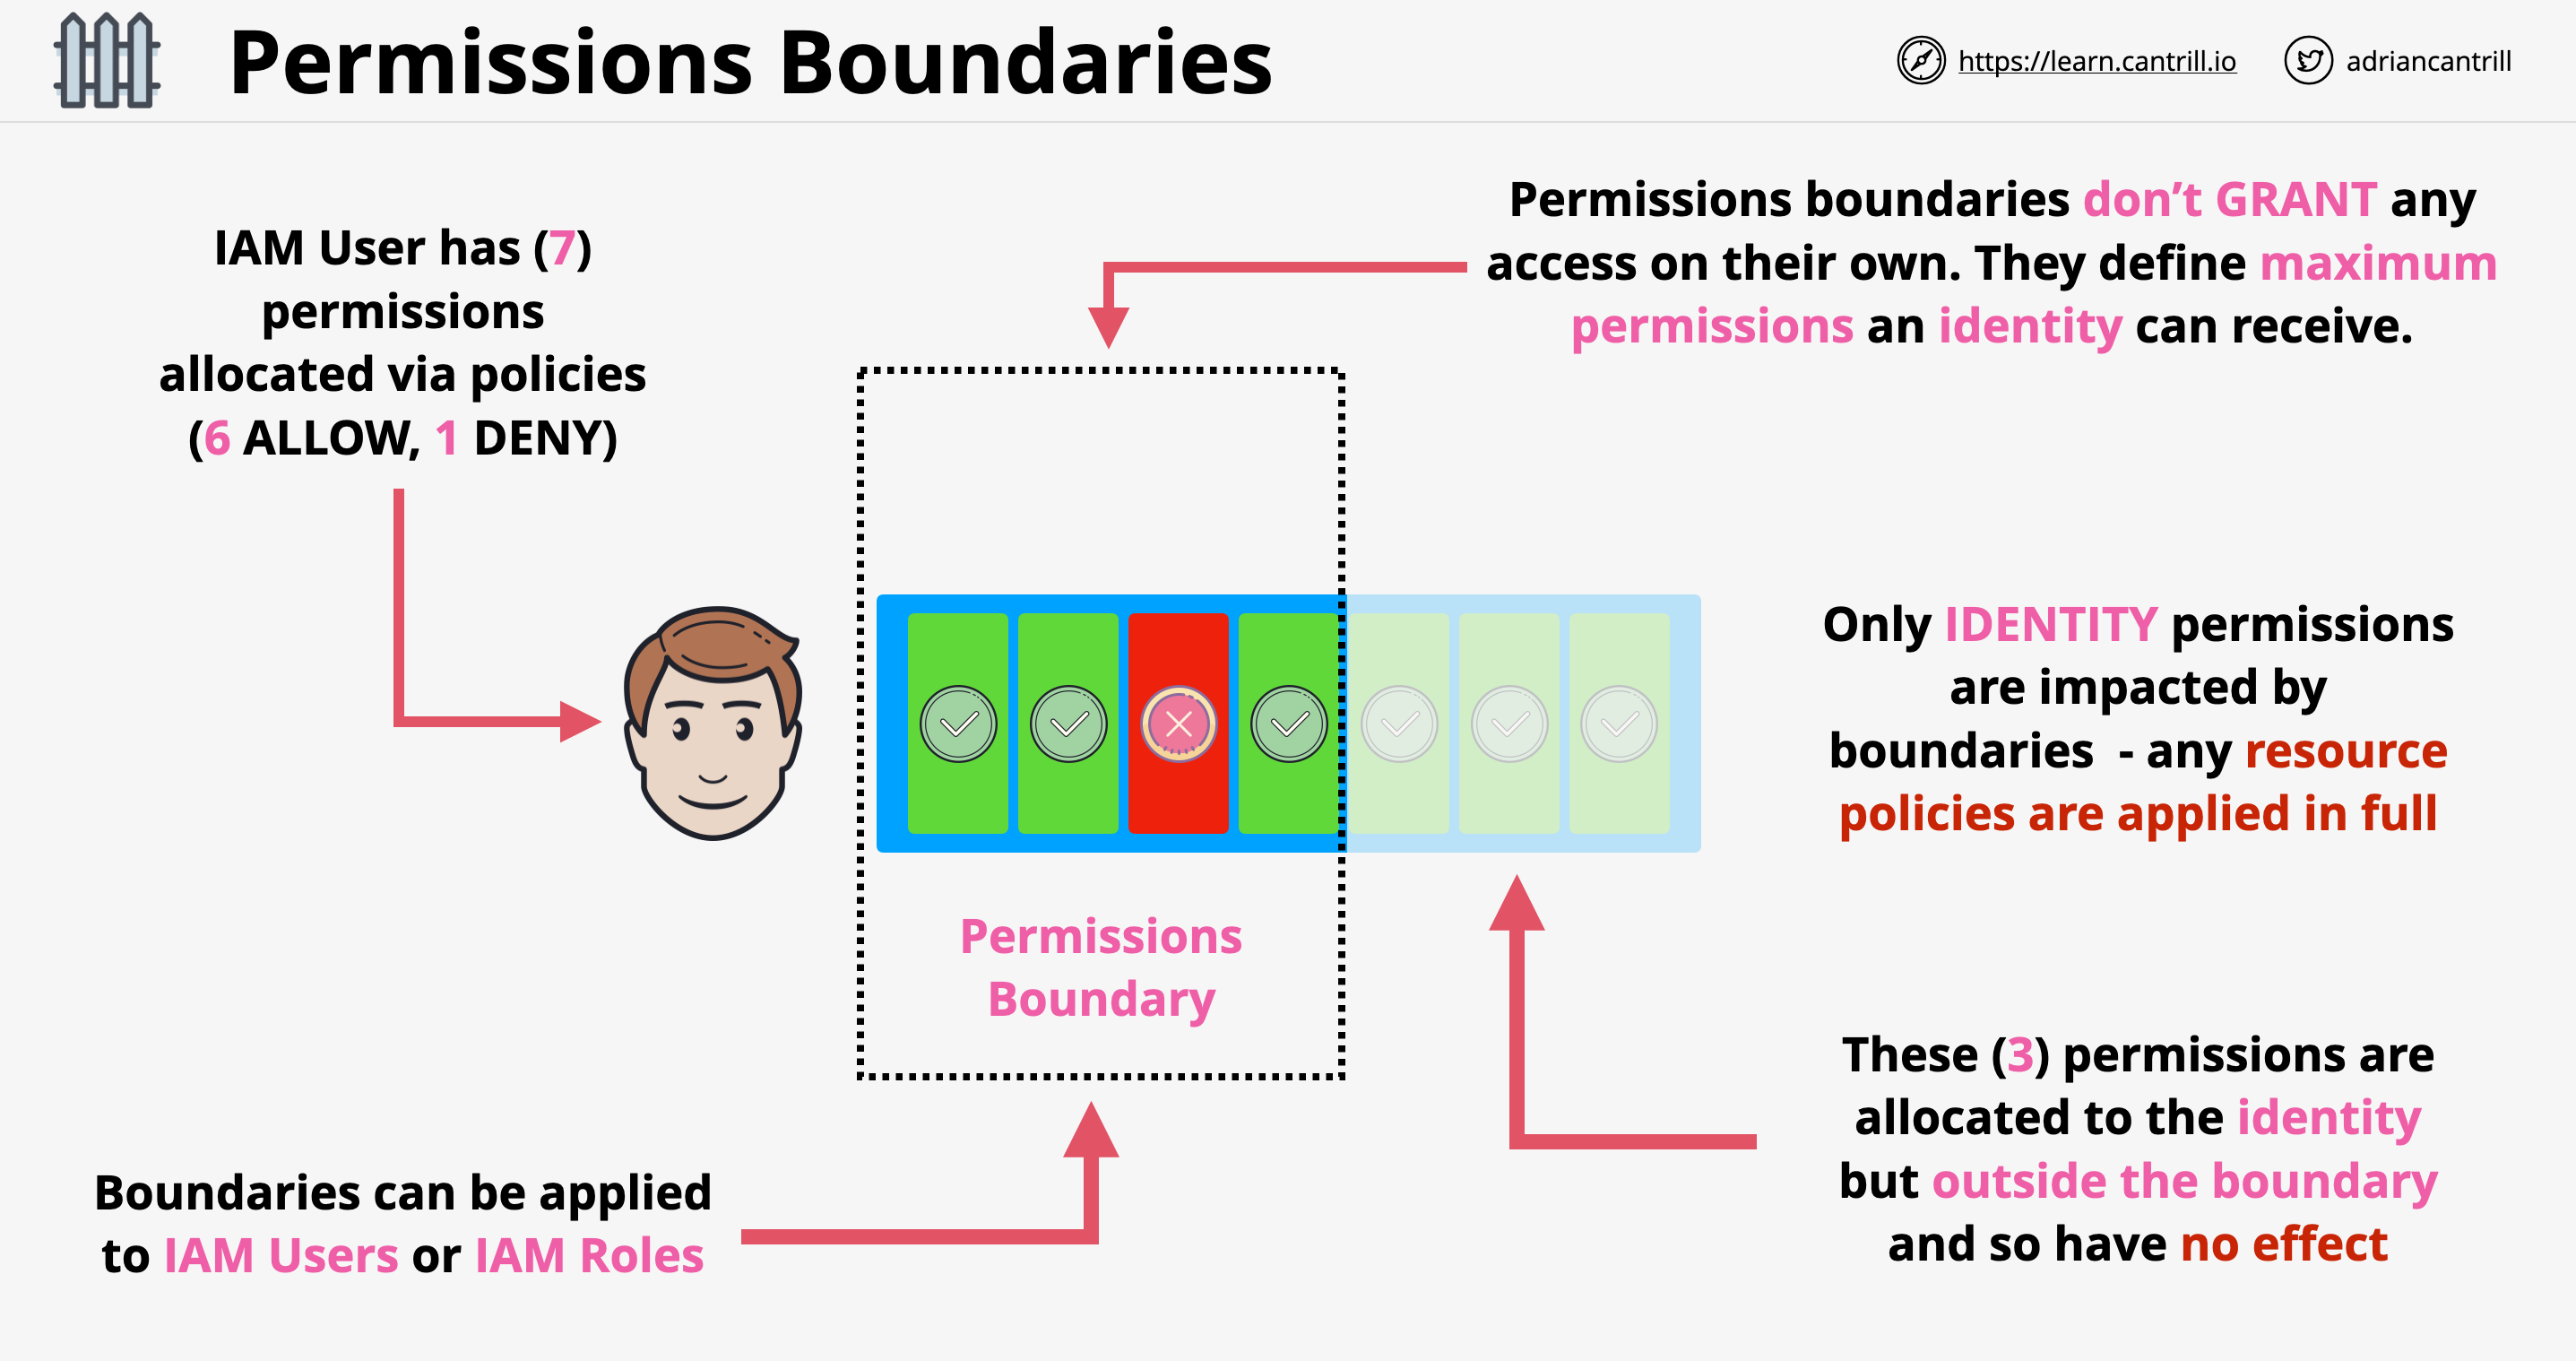 Permissions Boundaries
https://learn.cantrill.io
adriancantrill
IAM User has (7)
permissions
allocated via policies
(6 ALLOW, 1 DENY)
Permissions boundaries don’t GRANT any
access on their own. They define maximum
permissions an identity can receive.
Only IDENTITY permissions
are impacted by
boundaries  - any resource
policies are applied in full
Permissions
Boundary
These (3) permissions are
allocated to the identity
but outside the boundary
and so have no effect
Boundaries can be applied
to IAM Users or IAM Roles